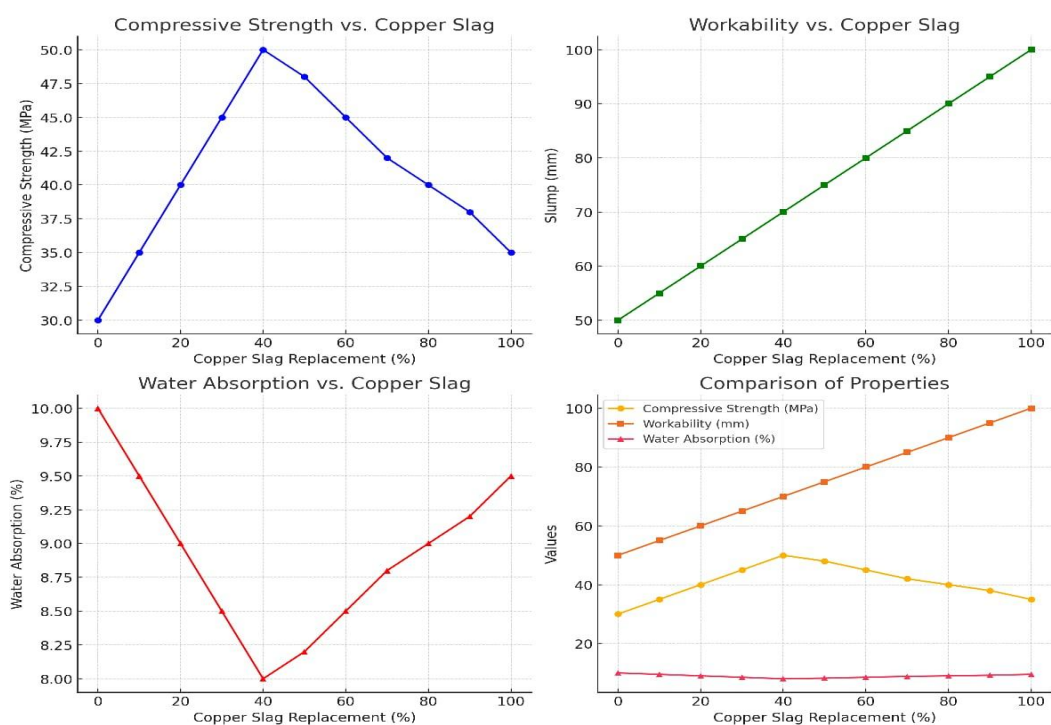 Compressive Strength vs. Copper Slag
Compressive Strength (MPa)
50.0
47.5
45.0
42.5
40.0
37.5
35.0
32.5
30.0
0 20 40 60 80 100
Copper Slag Replacement (%)
Workability vs. Copper Slag
Slump (mm)
100
90
80
70
60
50
0 20 40 60 80 100
Copper Slag Replacement (%)
Water Absorption vs. Copper Slag
Water Absorption (%)
10.00
9.75
9.50
9.25
9.00
8.75
8.50
8.25
8.00
0 20 40 60 80 100
Copper Slag Replacement (%)
Comparison of Properties
Compressive Strength (MPa)
Workability (mm)
Water Absorption (%)
Values
100
80
60
40
20
0 20 40 60 80 100
Copper Slag Replacement (%)